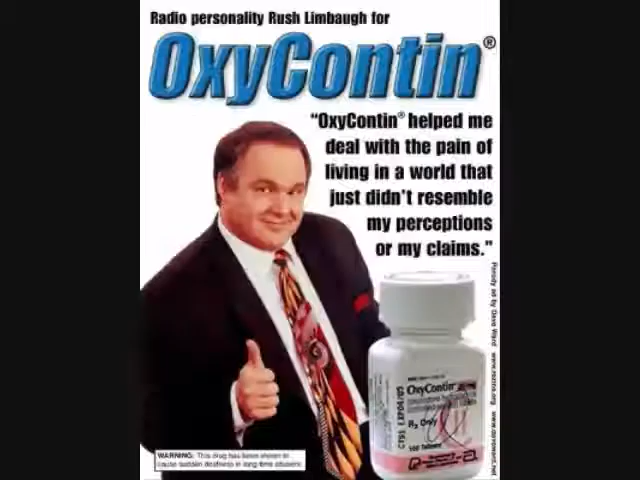 Radio personality Rush Limbaugh for
OxyContin®
"OxyContin® helped me
deal with the pain of
living in a world that
just didn't resemble
my perceptions
or my claims."
Parody ad by Dave Ward
OxyContin
Rx Only
100 Tablets
WARNING: This drug has been shown to
cause sudden deafness in long-time abusers.